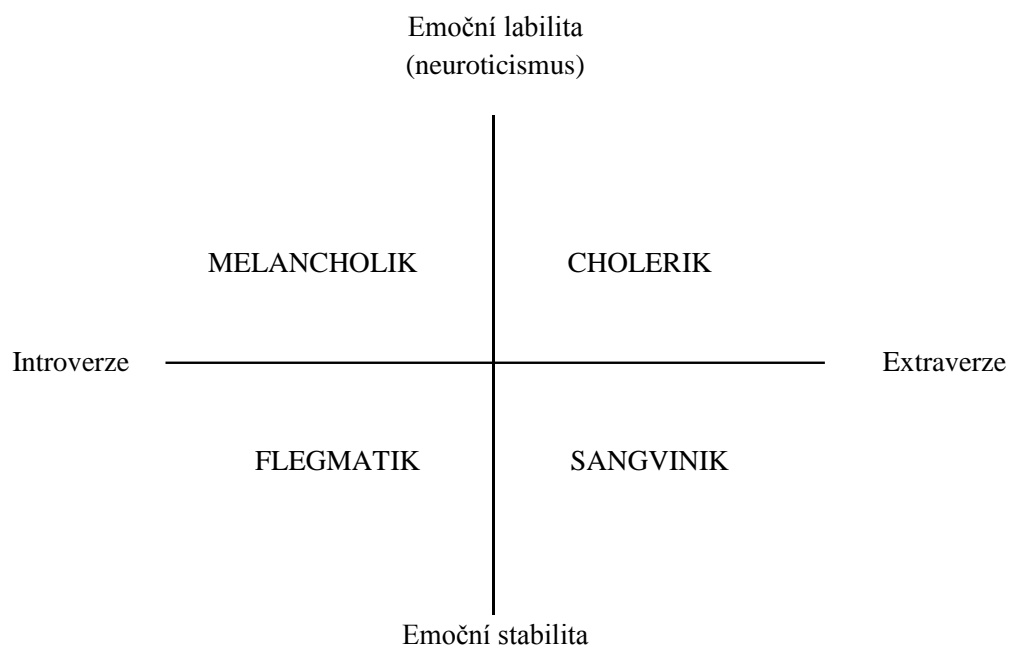 Emoční labilita
(neuroticismus)
MELANCHOLIK CHOLERIK
Introverze Extraverze
FLEGMATIK SANGVINIK
Emoční stabilita